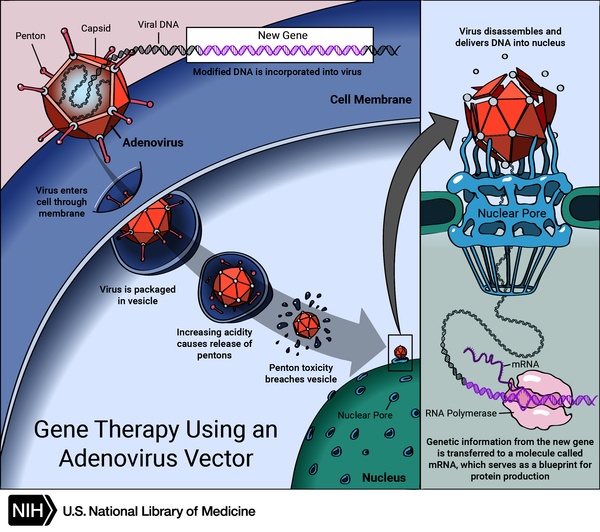 Penton
Capsid
Viral DNA
New Gene
Modified DNA is incorporated into virus
Cell Membrane
Adenovirus
Virus enters
cell through
membrane
Virus is packaged
in vesicle
Increasing acidity
causes release of
pentons
Penton toxicity
breaches vesicle
Nuclear Pore
Nucleus
Gene Therapy Using an
Adenovirus Vector
Virus disassembles and
delivers DNA into nucleus
Nuclear Pore
mRNA
RNA Polymerase
Genetic information from the new gene
is transferred to a molecule called
mRNA, which serves as a blueprint for
protein production
NIH U.S. National Library of Medicine